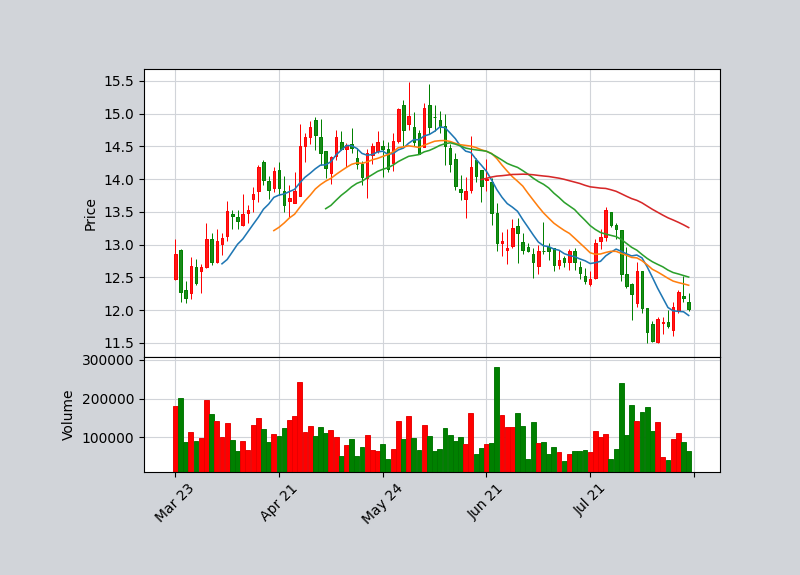 15.5
15.0
14.5
14.0
13.5
13.0
12.5
12.0
11.5
Price
300000
200000
100000
Volume
Mar 23
Apr 21
May 24
Jun 21
Jul 21